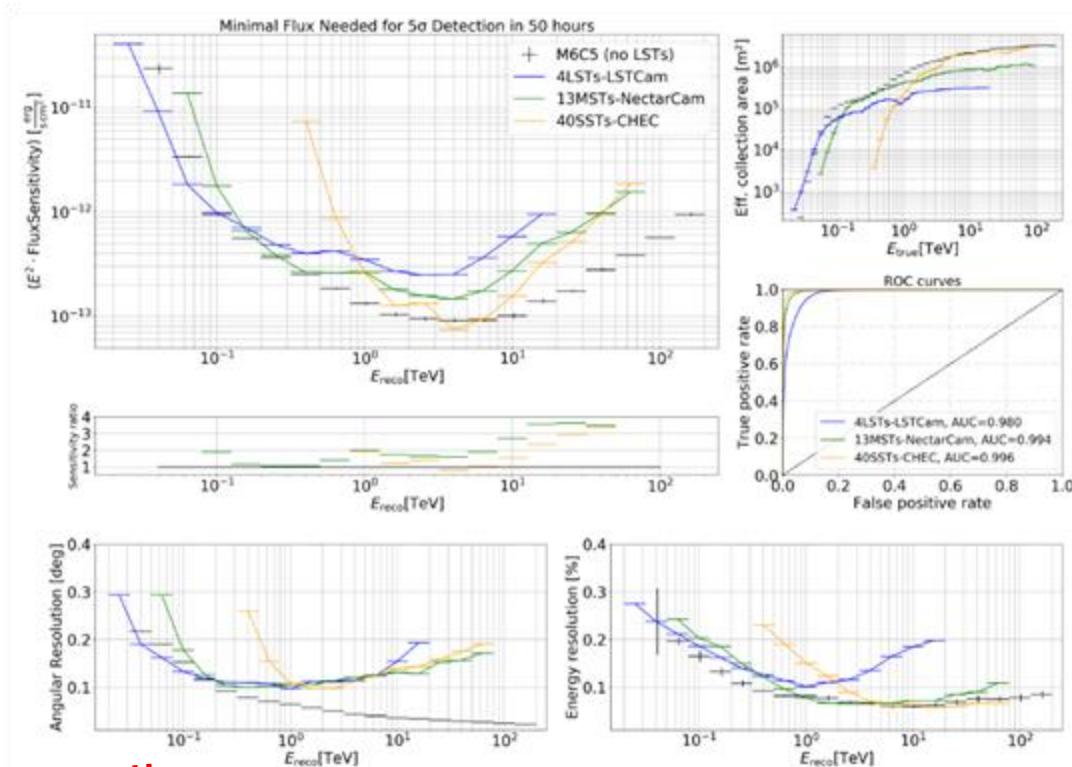 Minimal Flux Needed for 5σ Detection in 50 hours
(E² · FluxSensitivity) [erg/s·cm²]
10⁻¹¹
10⁻¹²
10⁻¹³
M6C5 (no LSTs)
4LSTs-LSTCam
13MSTs-NectarCam
40SSTs-CHEC
10⁻¹ 10⁰ 10¹ 10²
E_reco[TeV]
Eff. collection area [m²]
10⁶
10⁵
10⁴
10³
10⁻¹ 10⁰ 10¹ 10²
E_true[TeV]
Sensitivity ratio
4
3
2
1
10⁻¹ 10⁰ 10¹ 10²
E_reco[TeV]
ROC curves
True positive rate
1.0
0.8
0.6
0.4
0.2
0.0
4LSTs-LSTCam, AUC=0.980
13MSTs-NectarCam, AUC=0.994
40SSTs-CHEC, AUC=0.996
0.0 0.2 0.4 0.6 0.8 1.0
False positive rate
Angular Resolution [deg]
0.4
0.3
0.2
0.1
10⁻¹ 10⁰ 10¹ 10²
E_reco[TeV]
Energy resolution [%]
0.4
0.3
0.2
0.1
10⁻¹ 10⁰ 10¹ 10²
E_reco[TeV]